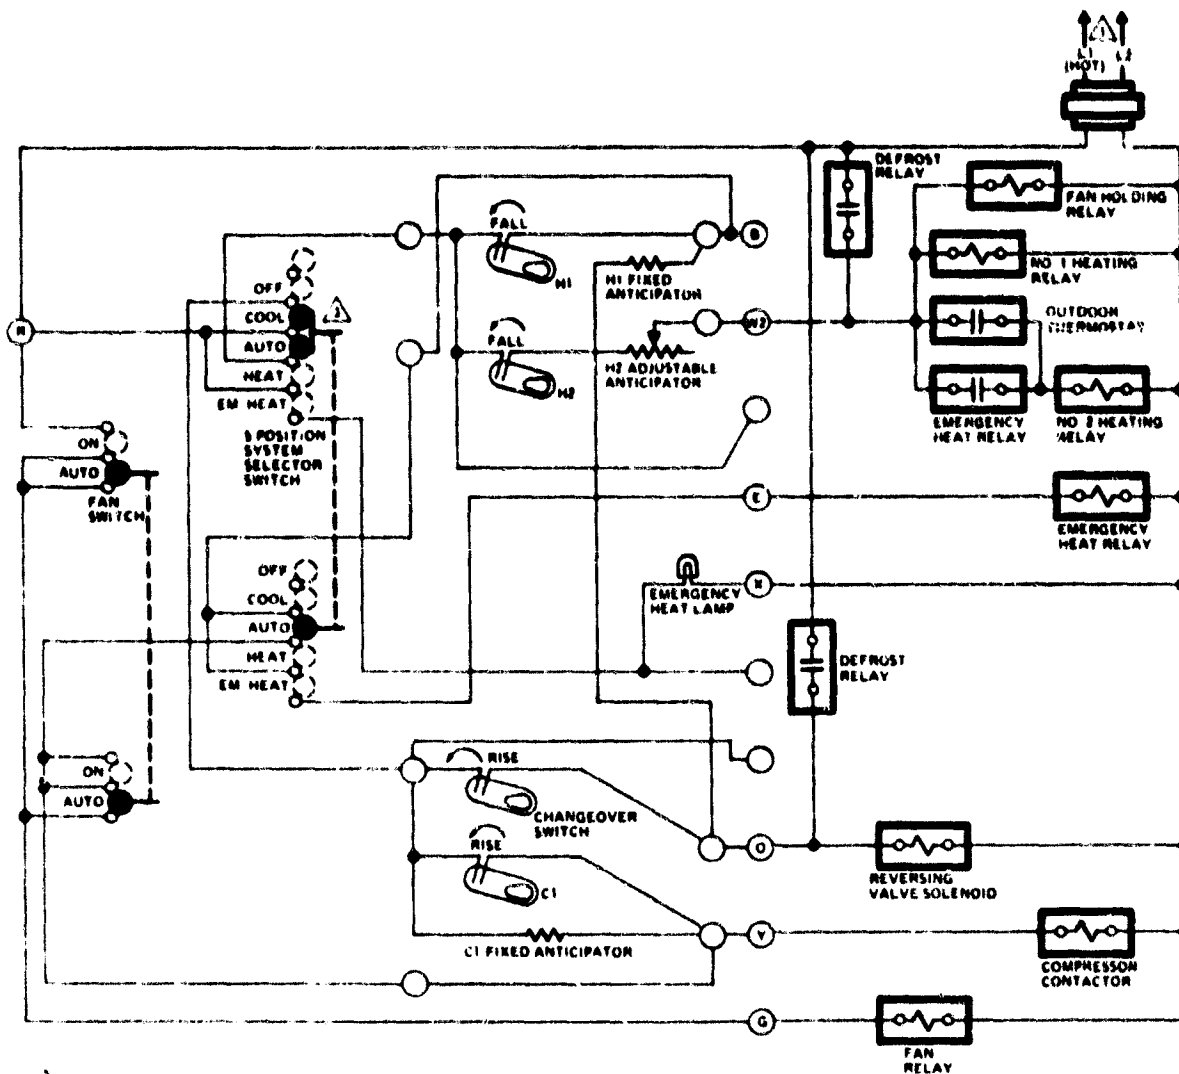 L1 L2
(HOT)
DEFROST
RELAY
FAN HOLDING
RELAY
FALL
H1
H1 FIXED
ANTICIPATOR
B
NO 1 HEATING
RELAY
OFF
COOL
AUTO
HEAT
EM HEAT
5 POSITION
SYSTEM
SELECTOR
SWITCH
R
FALL
H2
H2 ADJUSTABLE
ANTICIPATOR
W2
OUTDOOR
THERMOSTAT
EMERGENCY
HEAT RELAY
NO 2 HEATING
RELAY
ON
AUTO
FAN
SWITCH
E
EMERGENCY
HEAT RELAY
OFF
COOL
AUTO
HEAT
EM HEAT
EMERGENCY
HEAT LAMP
X
DEFROST
RELAY
ON
AUTO
RISE
CHANGEOVER
SWITCH
RISE
C1
C1 FIXED ANTICIPATOR
O
REVERSING
VALVE SOLENOID
Y
COMPRESSOR
CONTACTOR
G
FAN
RELAY